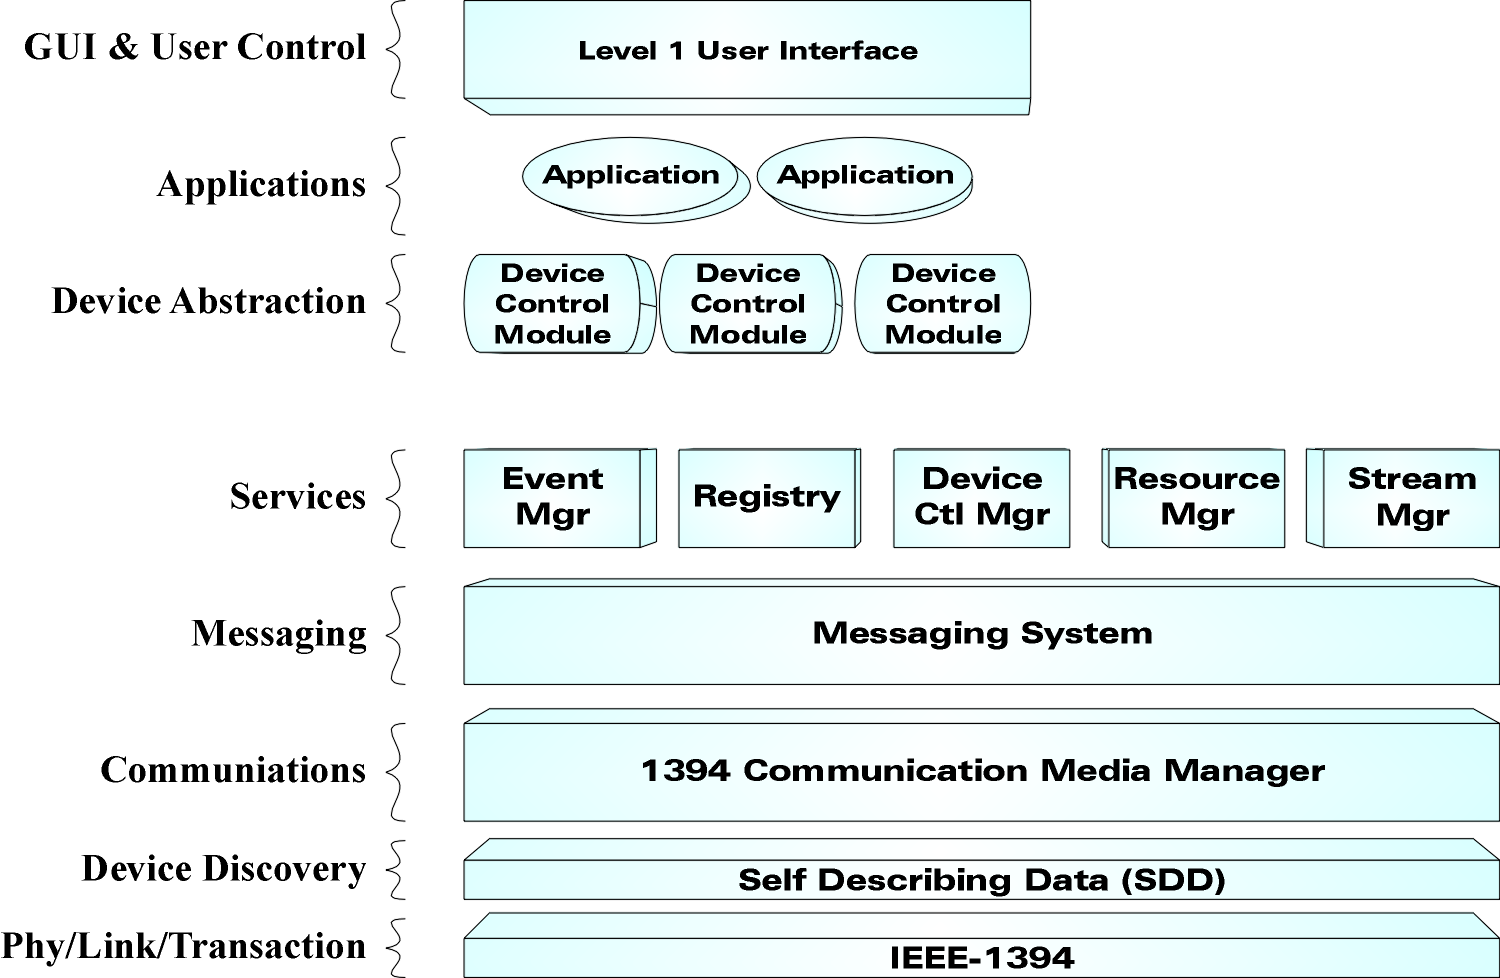 GUI & User Control
Level 1 User Interface
Applications
Application
Application
Device Abstraction
Device
Control
Module
Device
Control
Module
Device
Control
Module
Services
Event
Mgr
Registry
Device
Ctl Mgr
Resource
Mgr
Stream
Mgr
Messaging
Messaging System
Communiations
1394 Communication Media Manager
Device Discovery
Self Describing Data (SDD)
Phy/Link/Transaction
IEEE-1394